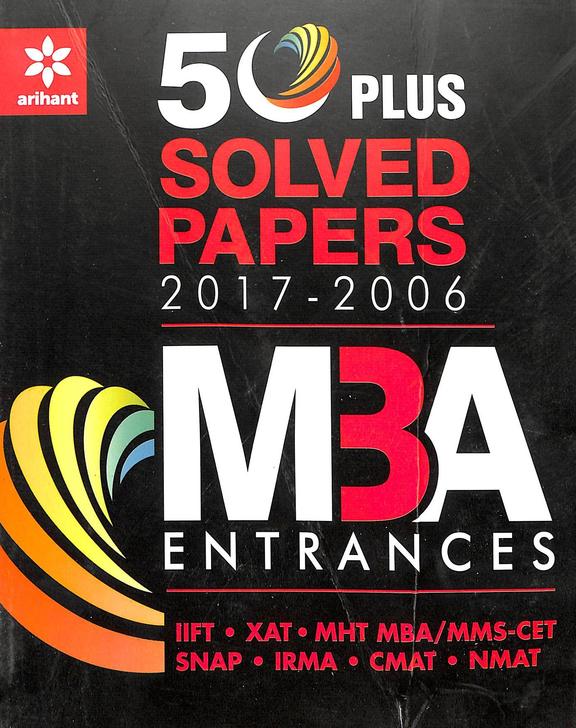 arihant
50 PLUS
SOLVED
PAPERS
2017-2006
MBA
ENTRANCES
IIFT • XAT • MHT MBA/MMS-CET
SNAP • IRMA • CMAT • NMAT